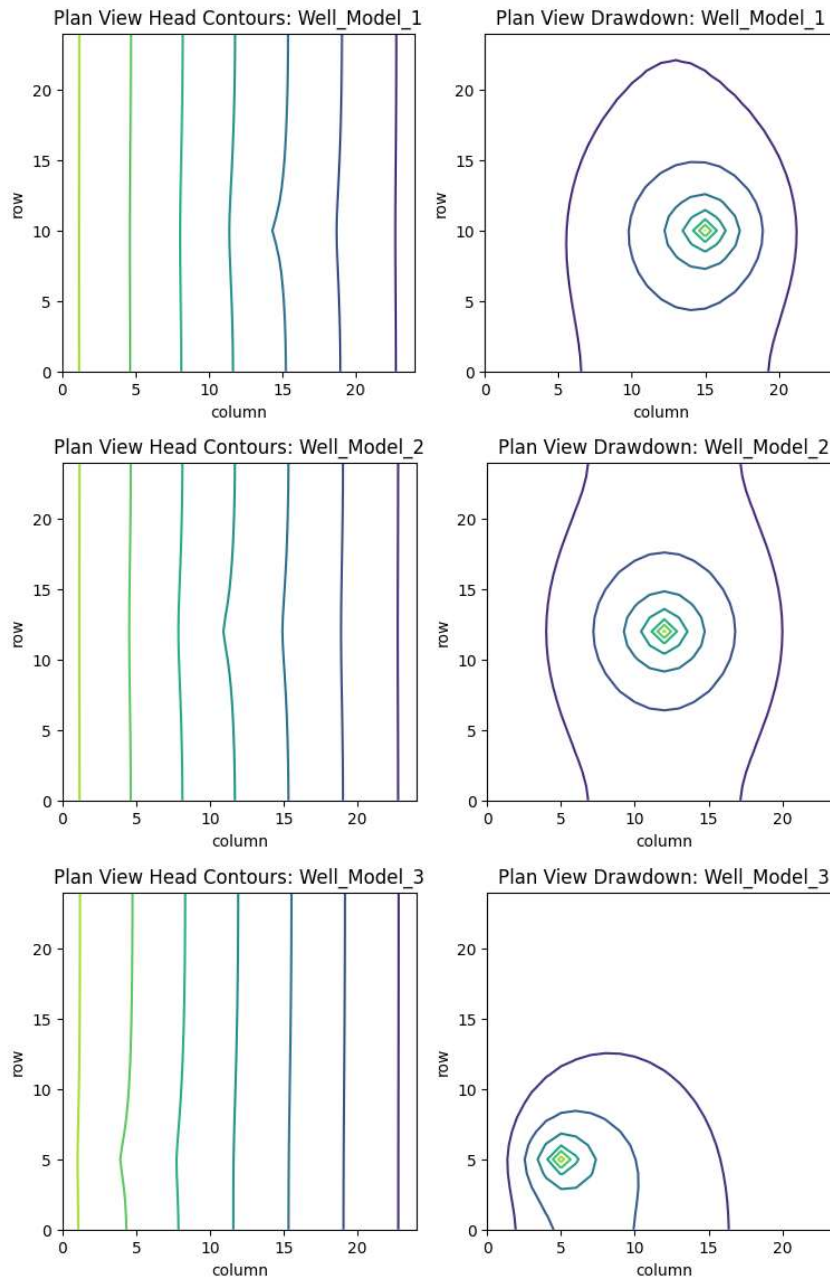 Plan View Head Contours: Well_Model_1
row
20
15
10
5
0
0 5 10 15 20
column
Plan View Drawdown: Well_Model_1
row
20
15
10
5
0
0 5 10 15 20
column
Plan View Head Contours: Well_Model_2
row
20
15
10
5
0
0 5 10 15 20
column
Plan View Drawdown: Well_Model_2
row
20
15
10
5
0
0 5 10 15 20
column
Plan View Head Contours: Well_Model_3
row
20
15
10
5
0
0 5 10 15 20
column
Plan View Drawdown: Well_Model_3
row
20
15
10
5
0
0 5 10 15 20
column